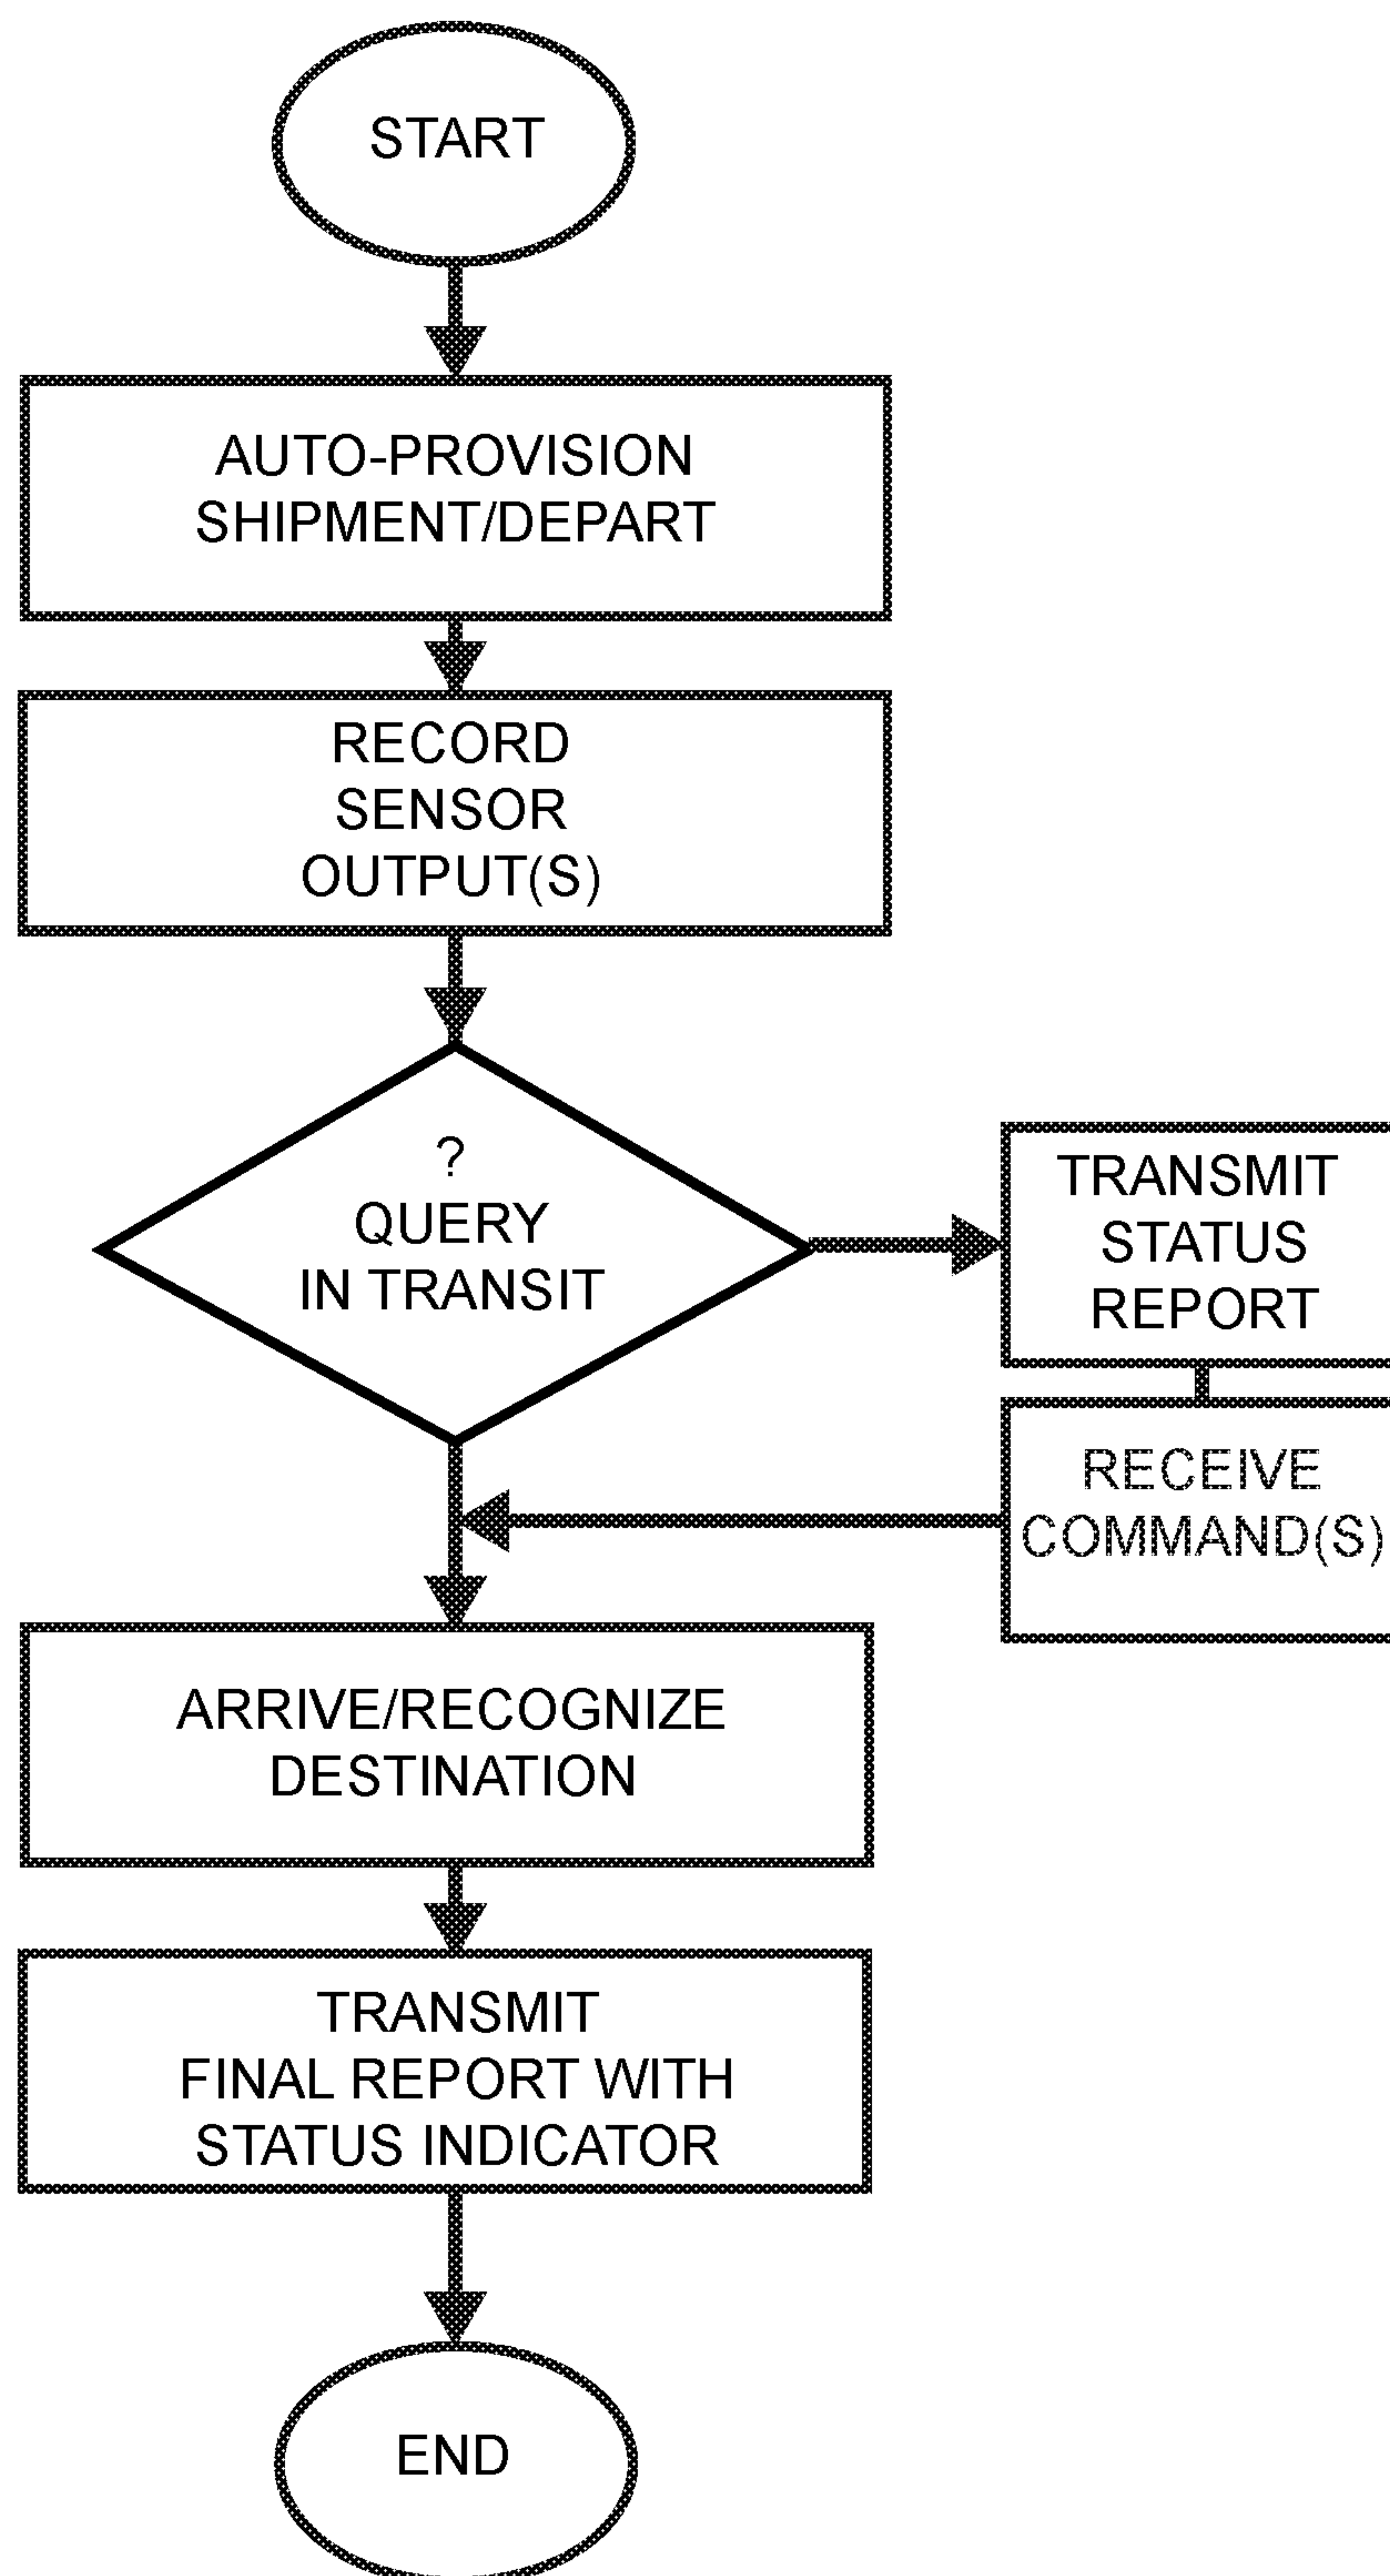 START
AUTO-PROVISION
SHIPMENT/DEPART
RECORD
SENSOR
OUTPUT(S)
?
QUERY
IN TRANSIT
TRANSMIT
STATUS
REPORT
RECEIVE
COMMAND(S)
ARRIVE/RECOGNIZE
DESTINATION
TRANSMIT
FINAL REPORT WITH
STATUS INDICATOR
END